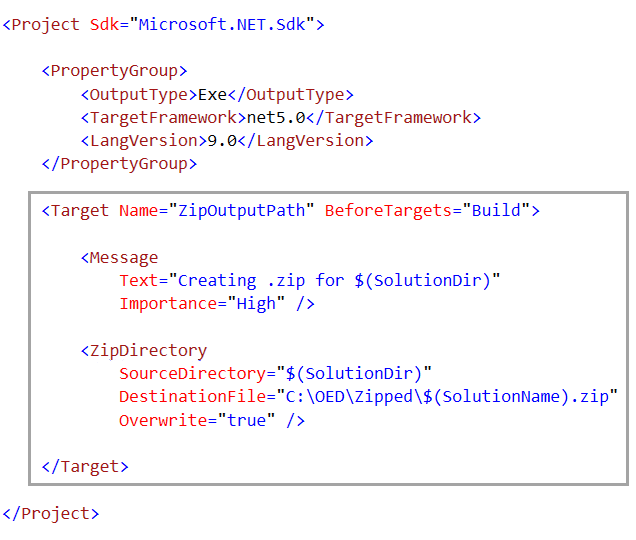 <Project Sdk="Microsoft.NET.Sdk">
<PropertyGroup>
<OutputType>Exe</OutputType>
<TargetFramework>net5.0</TargetFramework>
<LangVersion>9.0</LangVersion>
</PropertyGroup>
<Target Name="ZipOutputPath" BeforeTargets="Build">
<Message
Text="Creating .zip for $(SolutionDir)"
Importance="High" />
<ZipDirectory
SourceDirectory="$(SolutionDir)"
DestinationFile="C:\OED\Zipped\$(SolutionName).zip"
Overwrite="true" />
</Target>
</Project>